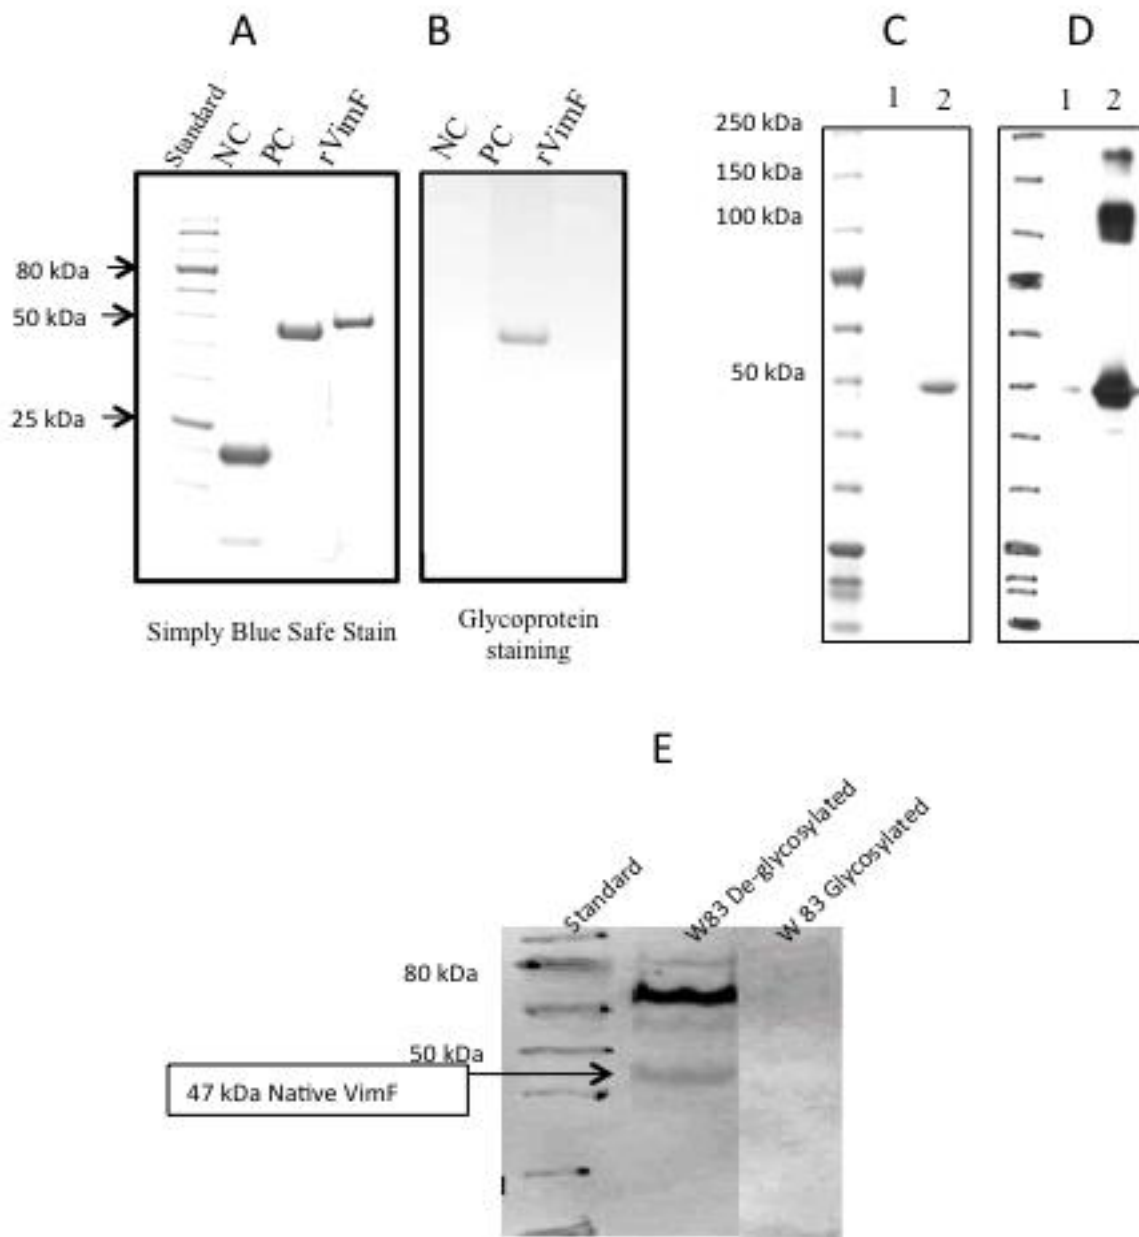 A
B
C
D
Standard
NC
PC
rVimF
NC
PC
rVimF
1
2
1
2
250 kDa
150 kDa
100 kDa
80 kDa
50 kDa
25 kDa
50 kDa
Simply Blue Safe Stain
Glycoprotein
staining
E
Standard
W83 De-glycosylated
W 83 Glycosylated
80 kDa
50 kDa
47 kDa Native VimF